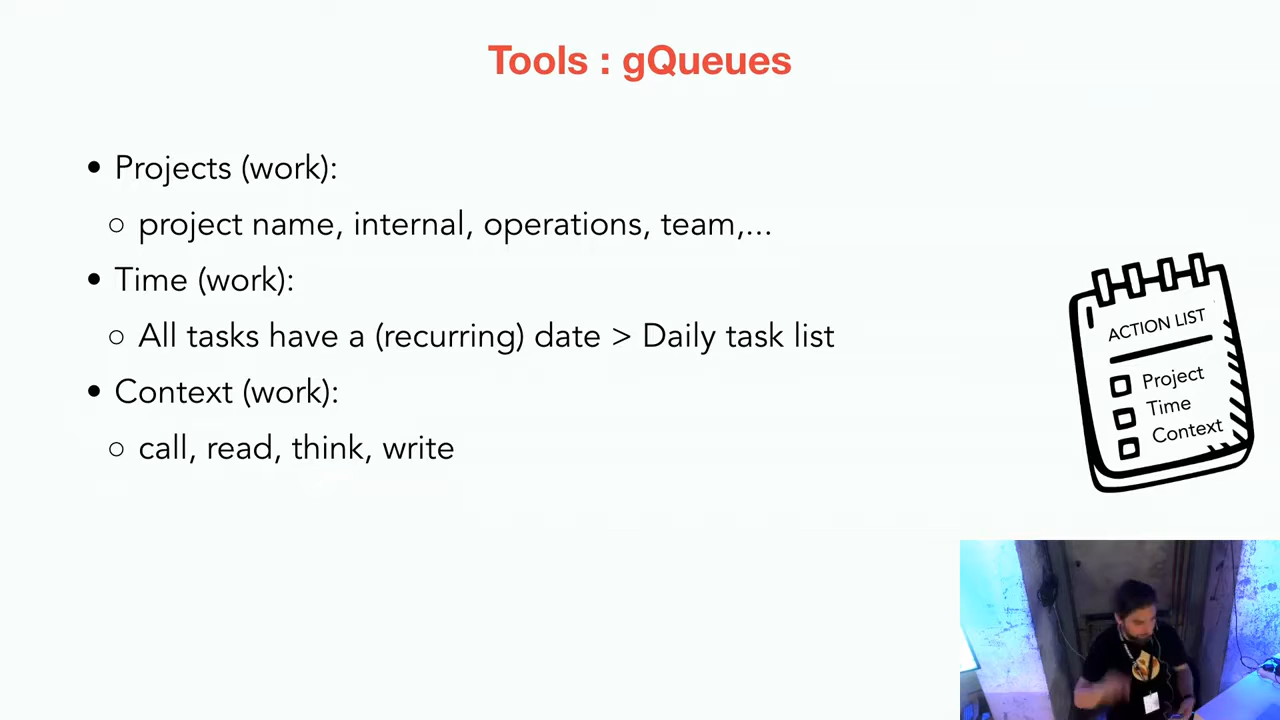 Tools : gQueues
• Projects (work):
○ project name, internal, operations, team,...
• Time (work):
○ All tasks have a (recurring) date > Daily task list
• Context (work):
○ call, read, think, write
ACTION LIST
Project
Time
Context